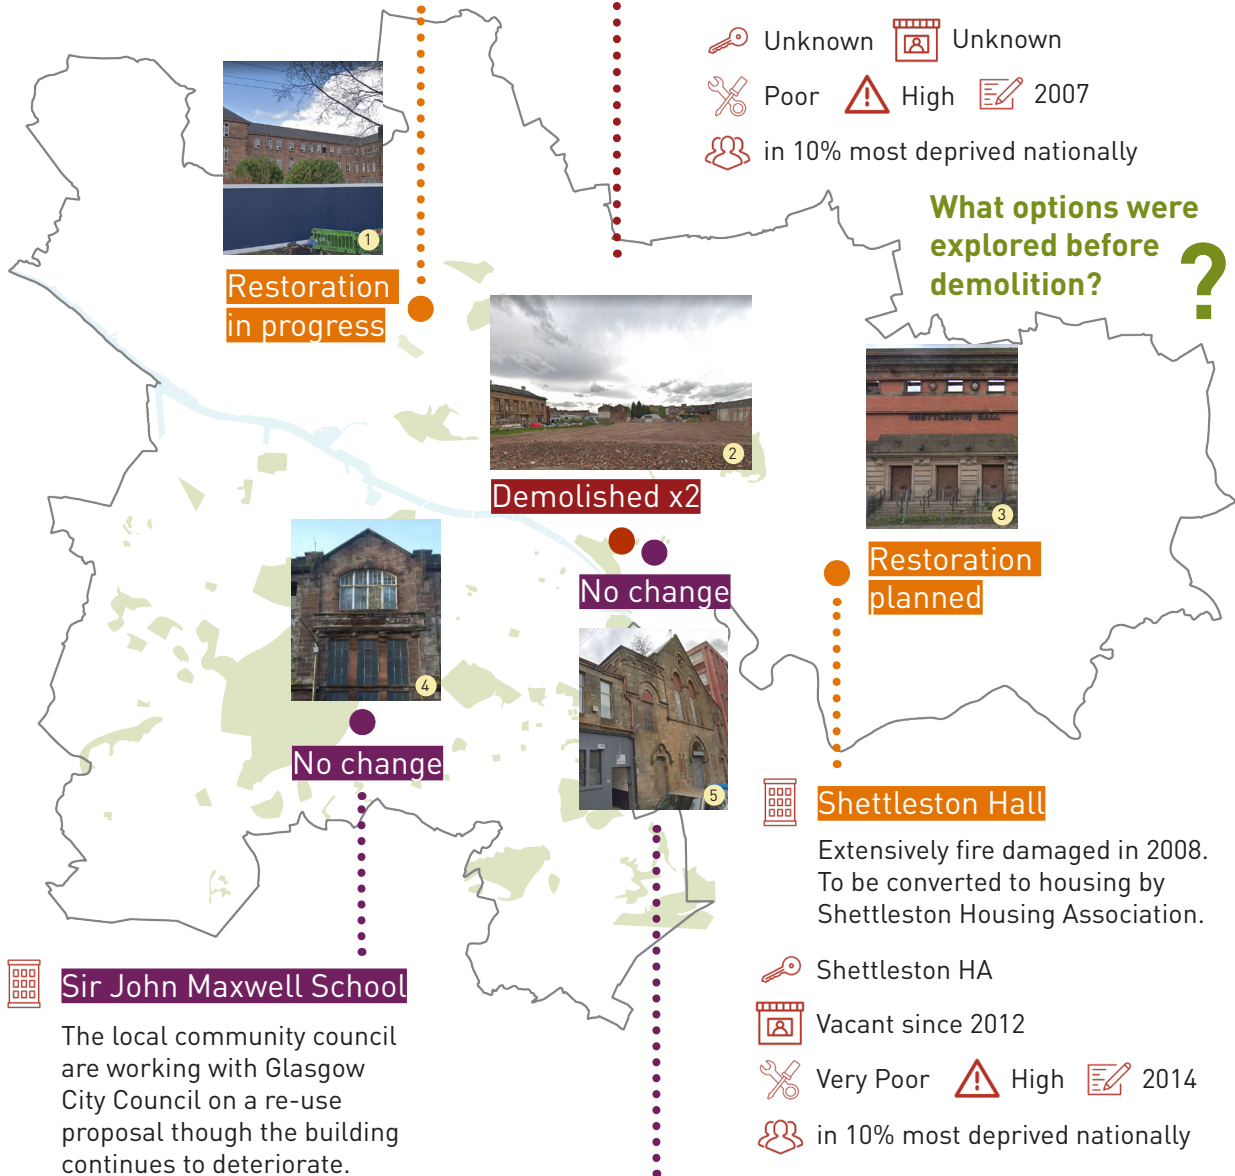 Unknown
Unknown
Poor
High
2007
in 10% most deprived nationally
What options were
explored before
demolition?
?
1
Restoration
in progress
2
Demolished x2
SHETTLESTON HALL
3
Restoration
planned
No change
4
No change
5
Shettleston Hall
Extensively fire damaged in 2008.
To be converted to housing by
Shettleston Housing Association.
Shettleston HA
Vacant since 2012
Very Poor
High
2014
in 10% most deprived nationally
Sir John Maxwell School
The local community council
are working with Glasgow
City Council on a re-use
proposal though the building
continues to deteriorate.